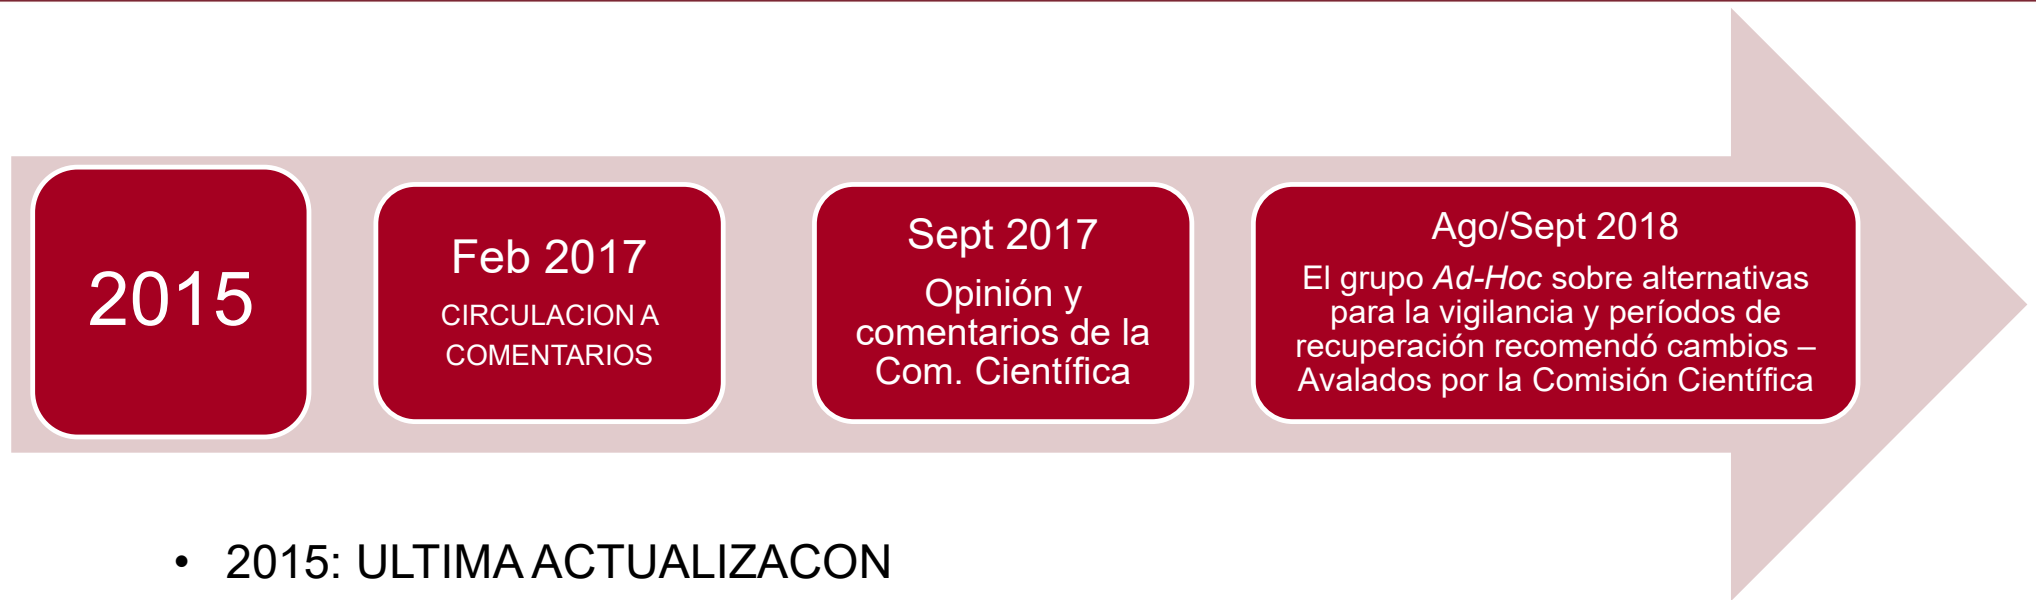 2015
Feb 2017
CIRCULACION A
COMENTARIOS
Sept 2017
Opinión y
comentarios de la
Com. Científica
Ago/Sept 2018
El grupo Ad-Hoc sobre alternativas
para la vigilancia y períodos de
recuperación recomendó cambios –
Avalados por la Comisión Científica
• 2015: ULTIMA ACTUALIZACON